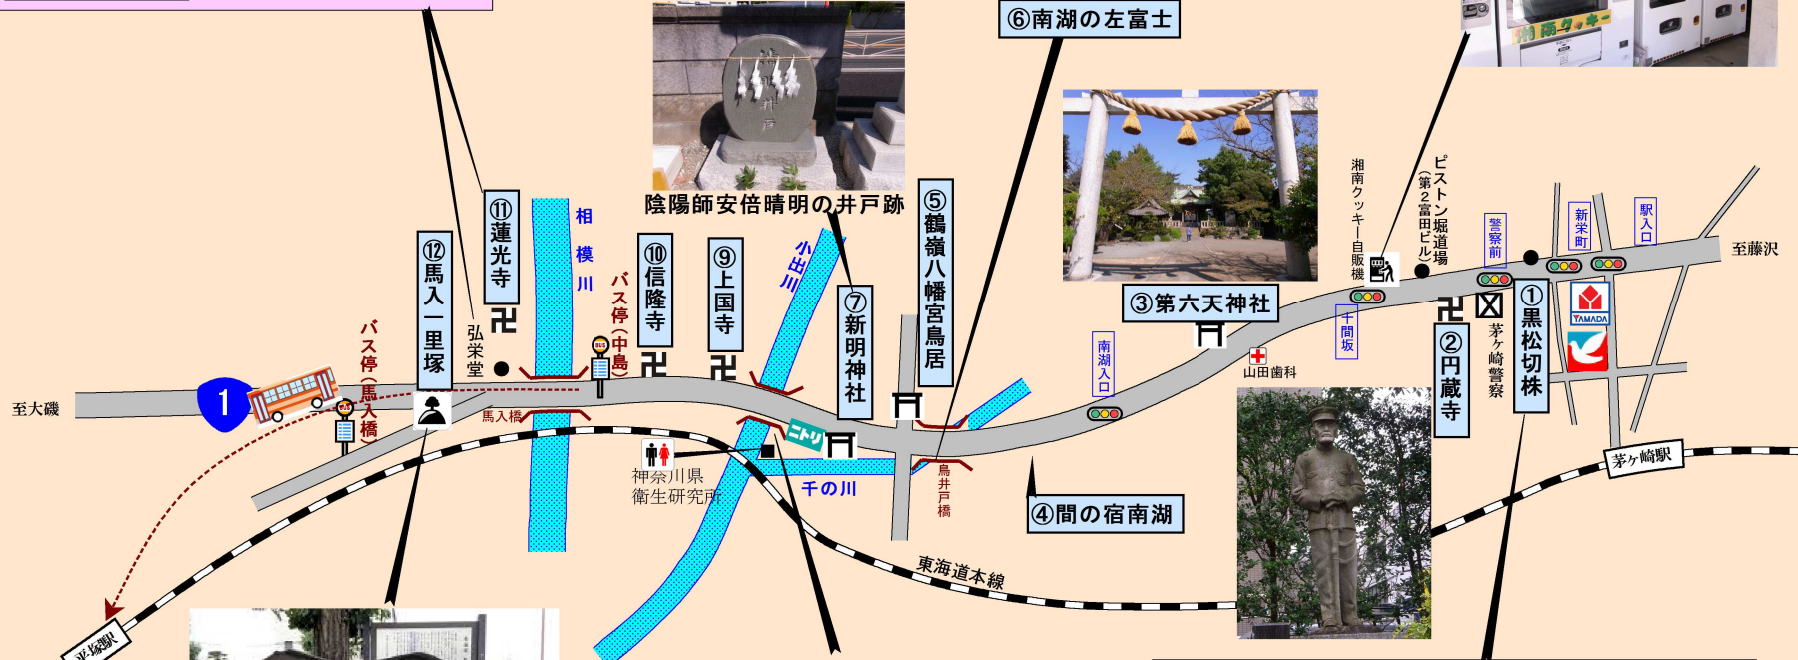 ⑥南湖の左富士
湘南クッキー
陰陽師安倍晴明の井戸跡
⑤鶴嶺八幡宮鳥居
③第六天神社
湘南クッキー自販機
ピストン堀道場
(第2富田ビル)
警察前
新栄町
駅入口
至藤沢
⑫馬入一里塚
⑪蓮光寺
相模川
⑩信隆寺
⑨上国寺
小出川
⑦新明神社
バス停(中島)
バス停(馬入橋)
弘栄堂
至大磯
1
BUS
BUS
馬入橋
ニトリ
神奈川県
衛生研究所
千の川
鳥井戸橋
南湖入口
④間の宿南湖
山田歯科
十間坂
②円蔵寺
茅ヶ崎警察
①黒松切株
YAMADA
茅ヶ崎駅
東海道本線
平塚駅